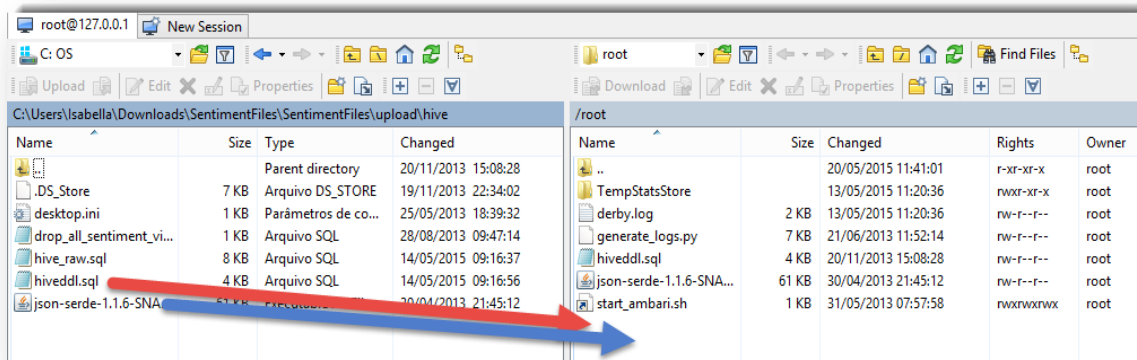 root@127.0.0.1 New Session
C: OS root Find Files
Upload Edit Properties Download Edit Properties
C:\Users\Isabella\Downloads\SentimentFiles\SentimentFiles\upload\hive /root
Name Size Type Changed Name Size Changed Rights Owner
.. Parent directory 20/11/2013 15:08:28 .. 20/05/2015 11:41:01 r-xr-xr-x root
.DS_Store 7 KB Arquivo DS_STORE 19/11/2013 22:34:02 TempStatsStore 13/05/2015 11:20:36 rwxr-xr-x root
desktop.ini 1 KB Parâmetros de co... 25/05/2013 18:39:32 derby.log 2 KB 13/05/2015 11:20:36 rw-r--r-- root
drop_all_sentiment_vi... 1 KB Arquivo SQL 28/08/2013 09:47:14 generate_logs.py 7 KB 21/06/2013 11:52:14 rw-r--r-- root
hive_raw.sql 8 KB Arquivo SQL 14/05/2015 09:16:37 hiveddl.sql 4 KB 20/11/2013 15:08:28 rw-r--r-- root
hiveddl.sql 4 KB Arquivo SQL 14/05/2015 09:16:56 json-serde-1.1.6-SNA... 61 KB 30/04/2013 21:45:12 rw-r--r-- root
json-serde-1.1.6-SNA... 61 KB 21:45:12 start_ambari.sh 1 KB 31/05/2013 07:57:58 rwxrwxrwx root